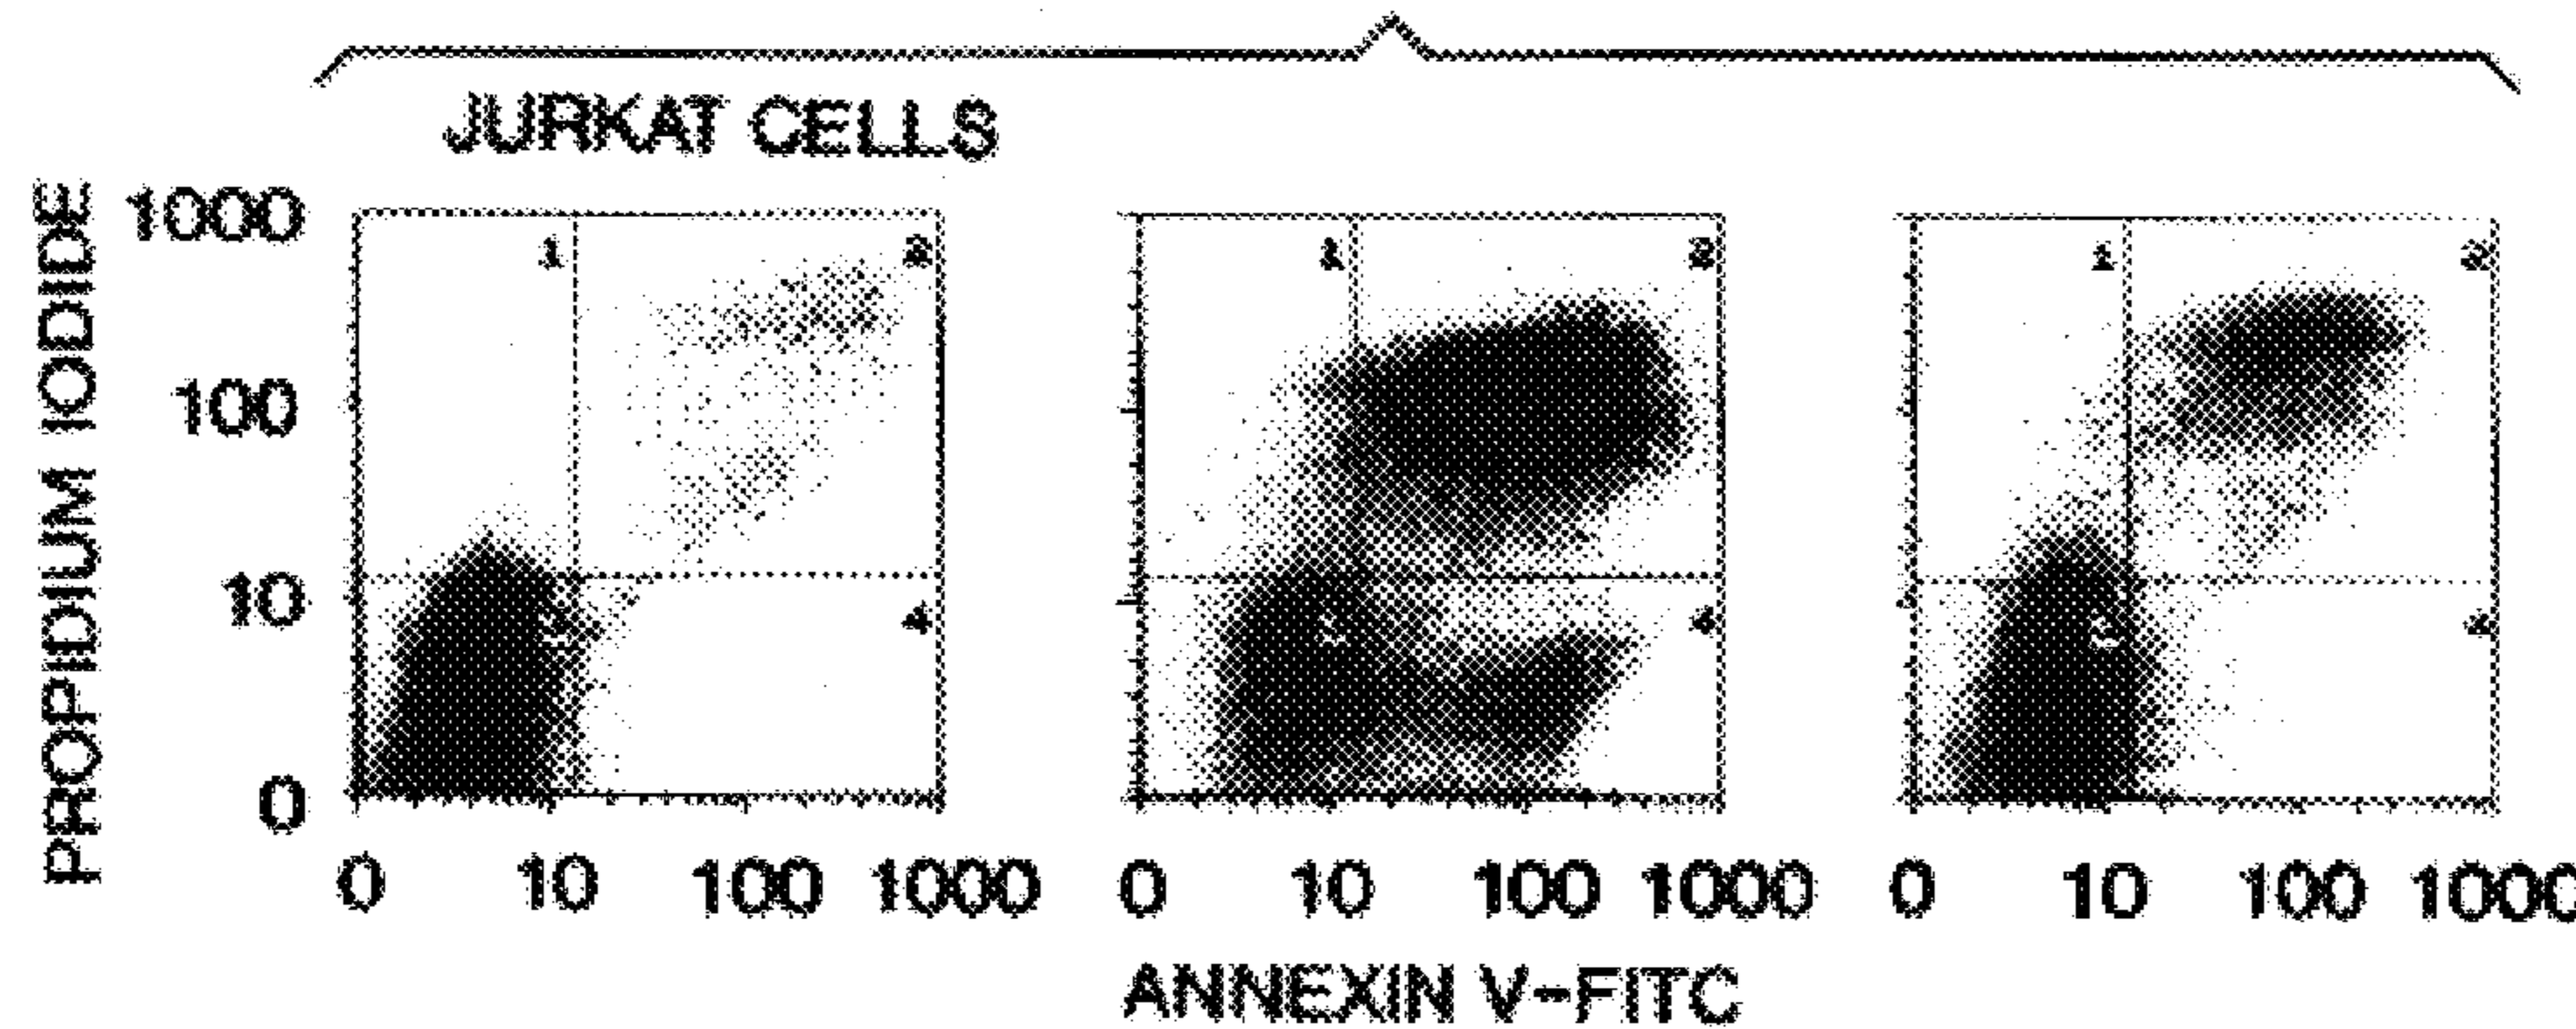 JURKAT CELLS
PROPIDIUM IODIDE
1000
100
10
0
1 2
3 4
1 2
3 4
1 2
3 4
0 10 100 1000 0 10 100 1000 0 10 100 1000
ANNEXIN V-FITC